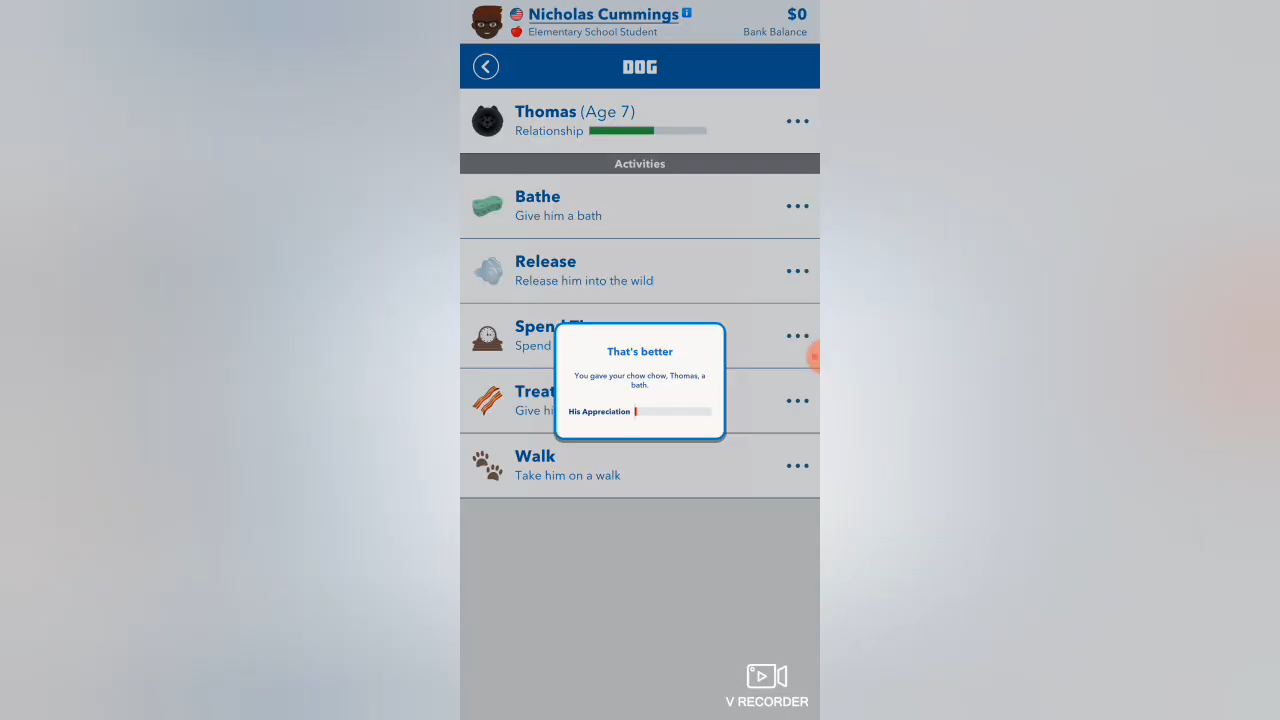 Nicholas Cummings
$0
Elementary School Student
Bank Balance
DOG
Thomas (Age 7)
Relationship
Activities
Bathe
Give him a bath
Release
Release him into the wild
Spend
Spend
That's better
You gave your chow chow, Thomas, a
bath.
His Appreciation
Treat
Give
Walk
Take him on a walk
V RECORDER